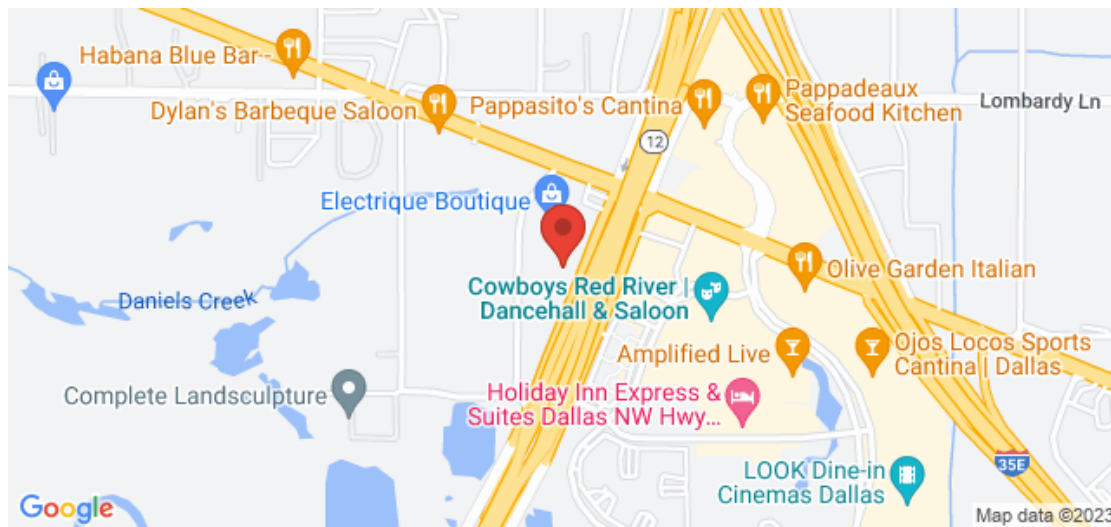 Habana Blue Bar -
Dylan's Barbeque Saloon
Pappasito's Cantina
Pappadeaux
Seafood Kitchen
Lombardy Ln
12
Electrique Boutique
Olive Garden Italian
Cowboys Red River |
Dancehall & Saloon
Daniels Creek
Amplified Live
Ojos Locos Sports
Cantina | Dallas
Complete Landsculpture
Holiday Inn Express &
Suites Dallas NW Hwy...
35E
LOOK Dine-in
Cinemas Dallas
Google
Map data ©2023